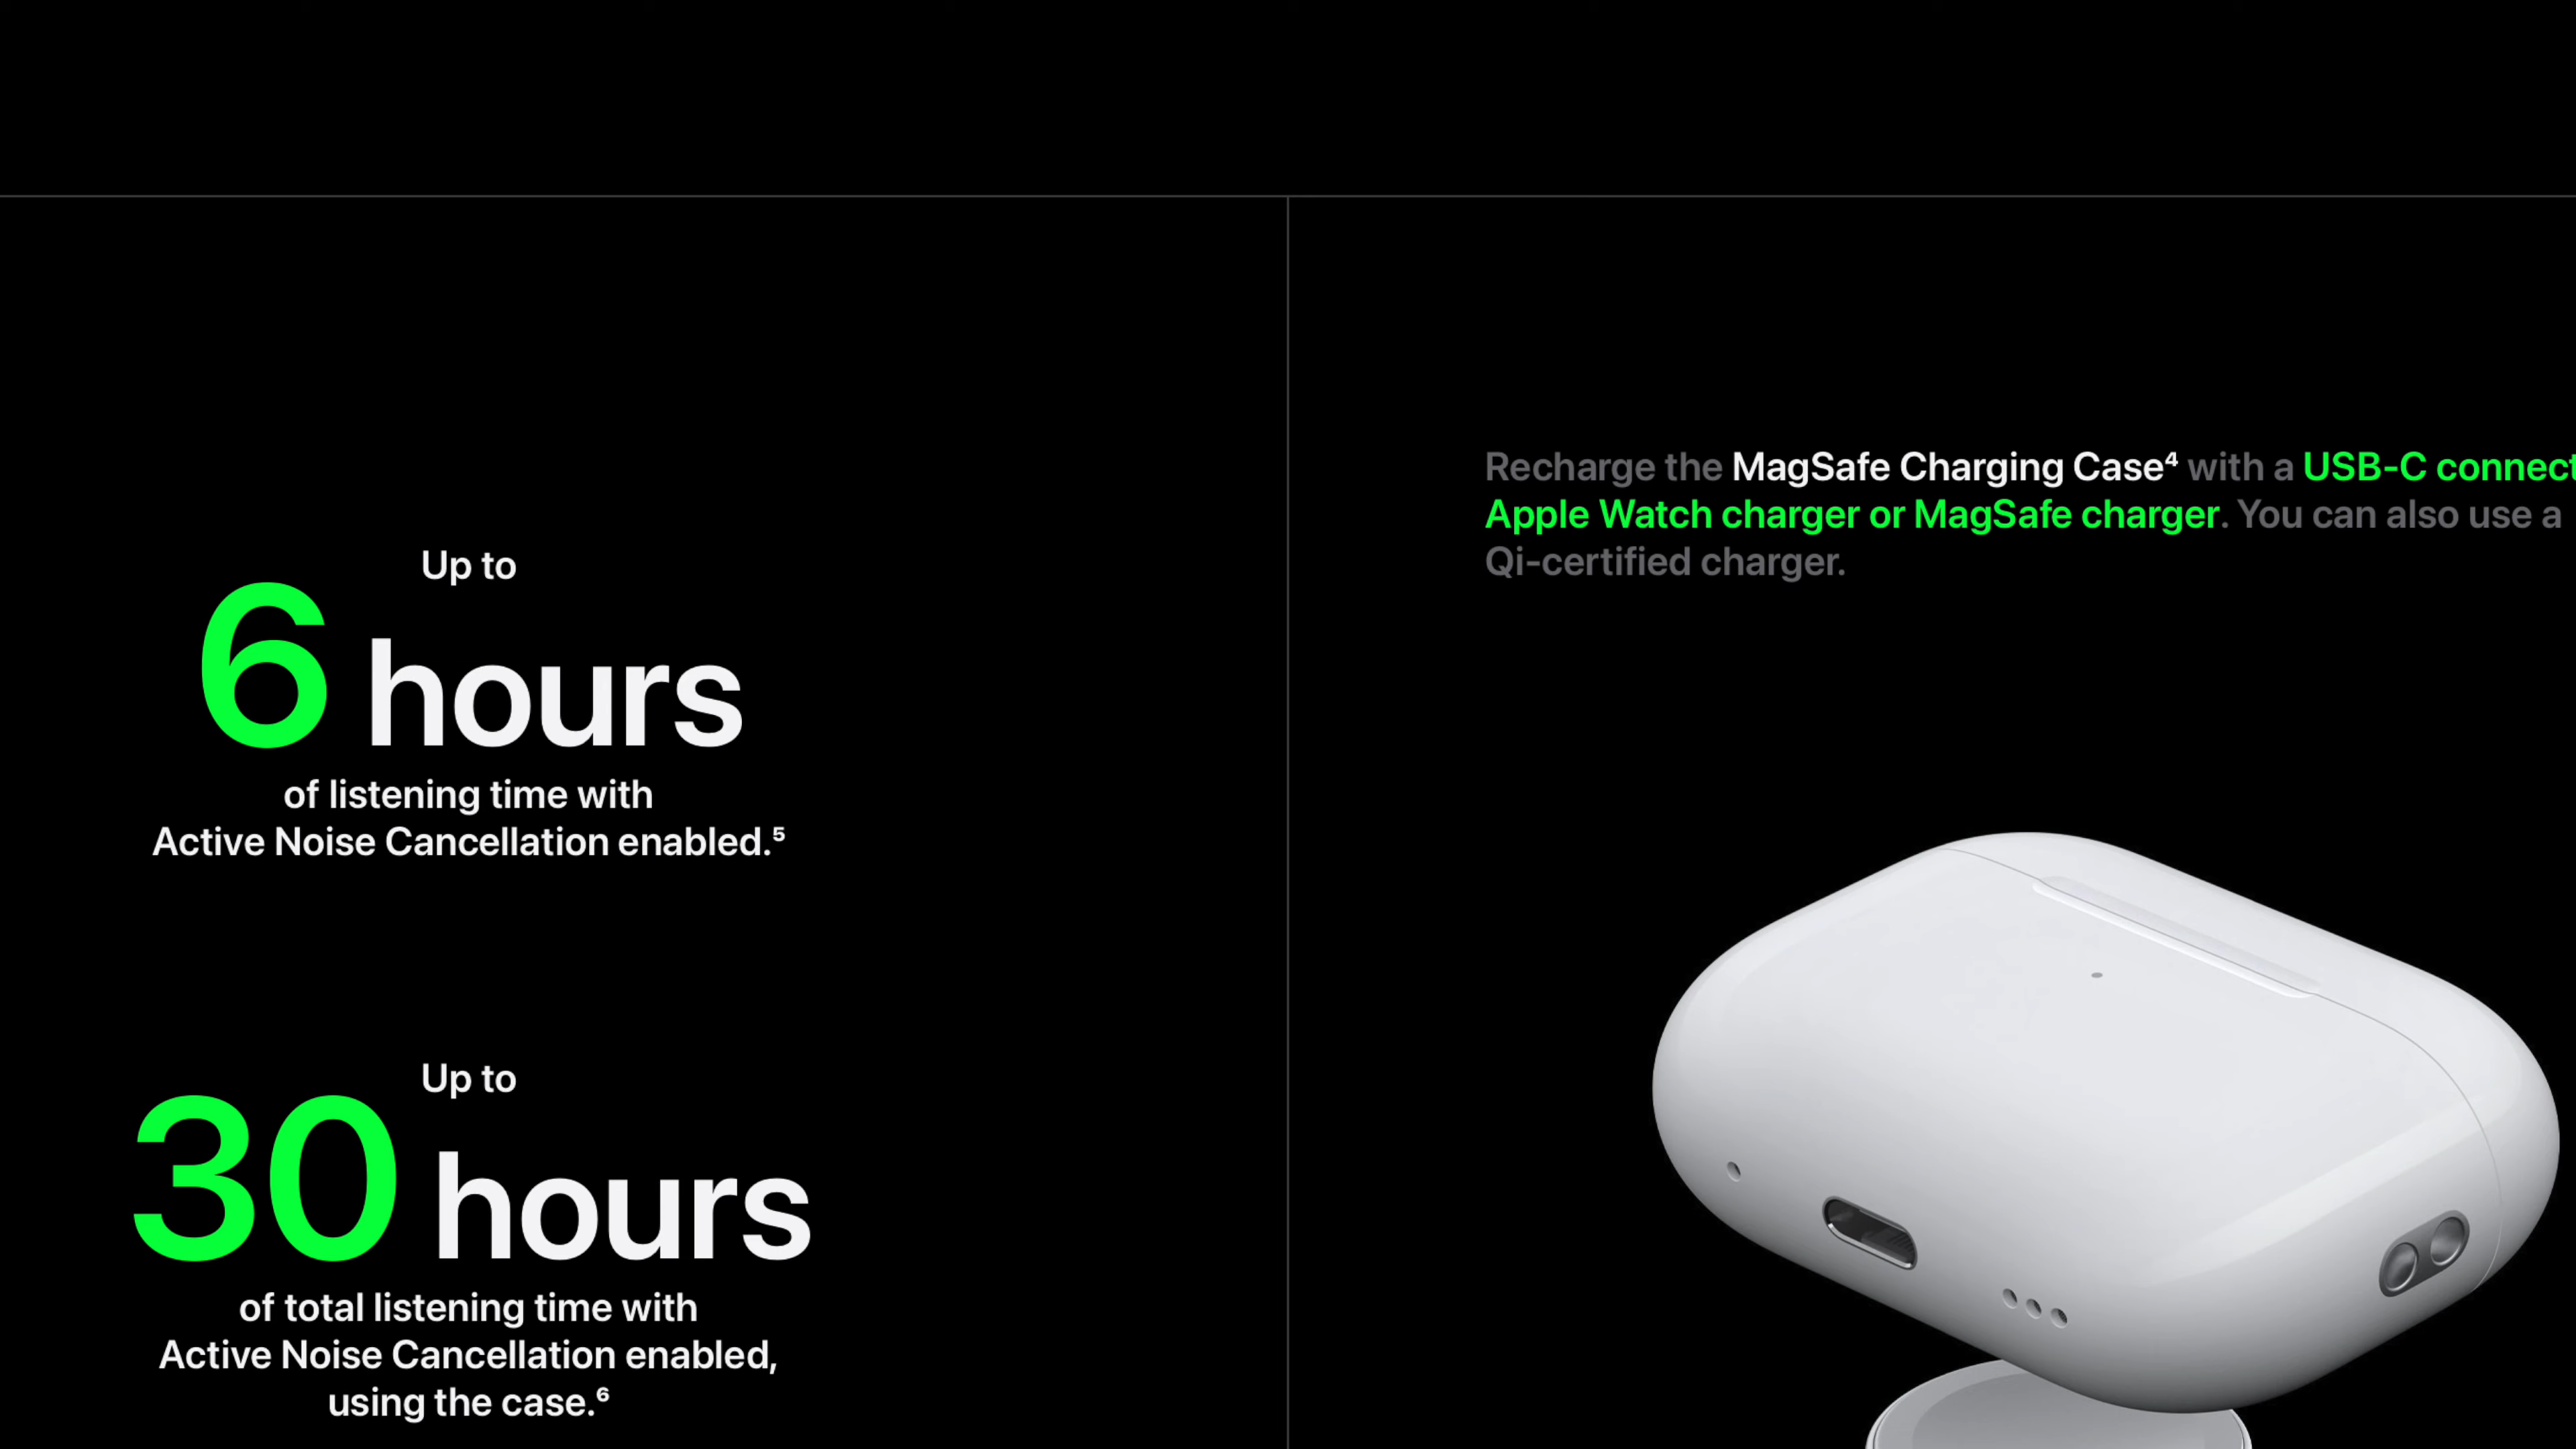 Up to
6 hours
of listening time with
Active Noise Cancellation enabled.⁵
Up to
30 hours
of total listening time with
Active Noise Cancellation enabled,
using the case.⁶
Recharge the MagSafe Charging Case⁴ with a USB-C
Apple Watch charger or MagSafe charger. You can also use a
Qi-certified charger.